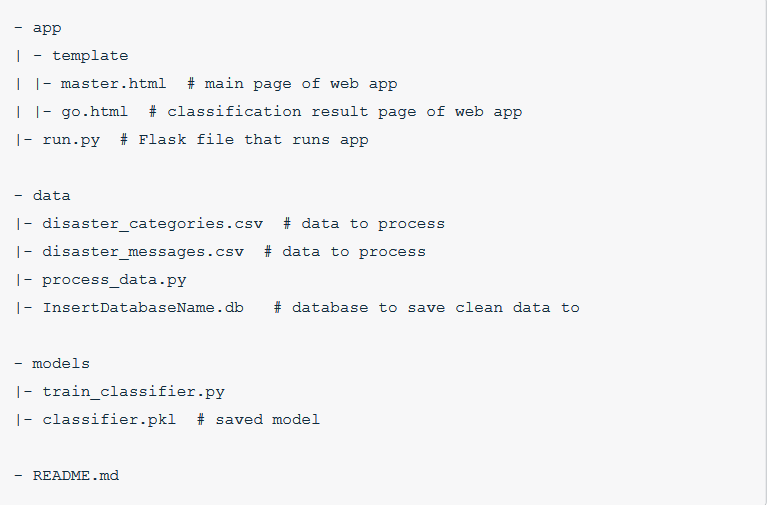 - app
| - template
| |- master.html  # main page of web app
| |- go.html  # classification result page of web app
|- run.py  # Flask file that runs app

- data
|- disaster_categories.csv  # data to process
|- disaster_messages.csv  # data to process
|- process_data.py
|- InsertDatabaseName.db   # database to save clean data to

- models
|- train_classifier.py
|- classifier.pkl  # saved model

- README.md